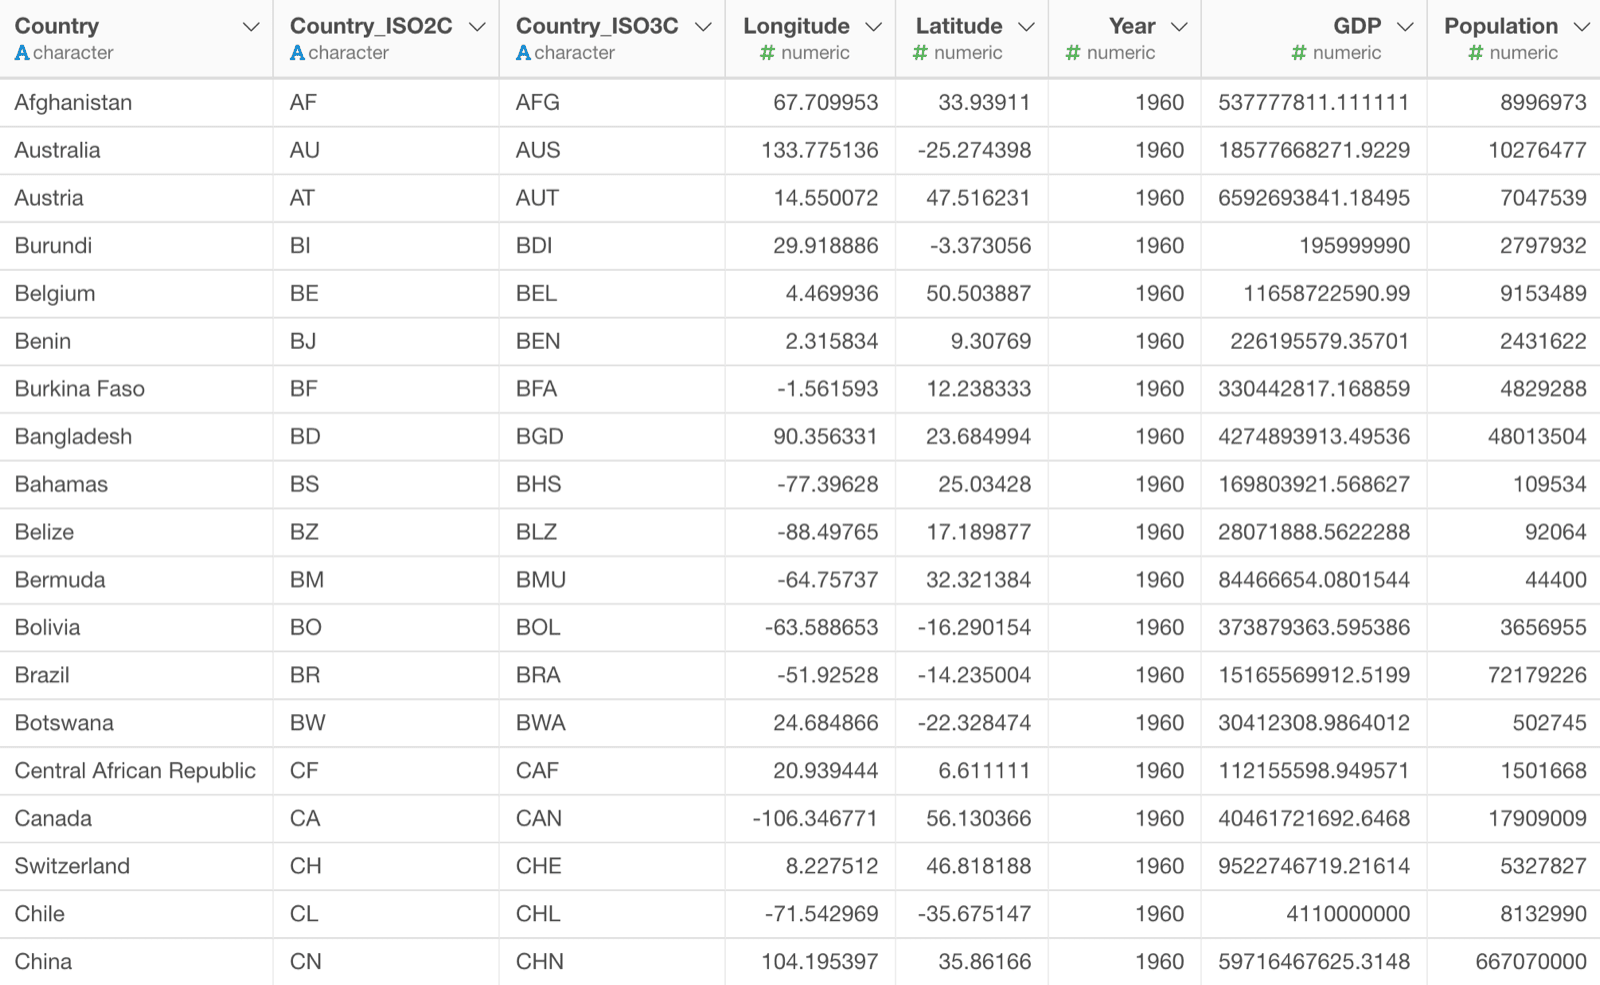 Country Country_ISO2C Country_ISO3C Longitude Latitude Year GDP Population
A character A character A character # numeric # numeric # numeric # numeric # numeric
Afghanistan AF AFG 67.709953 33.93911 1960 537777811.111111 8996973
Australia AU AUS 133.775136 -25.274398 1960 18577668271.9229 10276477
Austria AT AUT 14.550072 47.516231 1960 6592693841.18495 7047539
Burundi BI BDI 29.918886 -3.373056 1960 195999990 2797932
Belgium BE BEL 4.469936 50.503887 1960 11658722590.99 9153489
Benin BJ BEN 2.315834 9.30769 1960 226195579.35701 2431622
Burkina Faso BF BFA -1.561593 12.238333 1960 330442817.168859 4829288
Bangladesh BD BGD 90.356331 23.684994 1960 4274893913.49536 48013504
Bahamas BS BHS -77.39628 25.03428 1960 169803921.568627 109534
Belize BZ BLZ -88.49765 17.189877 1960 28071888.5622288 92064
Bermuda BM BMU -64.75737 32.321384 1960 84466654.0801544 44400
Bolivia BO BOL -63.588653 -16.290154 1960 373879363.595386 3656955
Brazil BR BRA -51.92528 -14.235004 1960 15165569912.5199 72179226
Botswana BW BWA 24.684866 -22.328474 1960 30412308.9864012 502745
Central African Republic CF CAF 20.939444 6.611111 1960 112155598.949571 1501668
Canada CA CAN -106.346771 56.130366 1960 40461721692.6468 17909009
Switzerland CH CHE 8.227512 46.818188 1960 9522746719.21614 5327827
Chile CL CHL -71.542969 -35.675147 1960 4110000000 8132990
China CN CHN 104.195397 35.86166 1960 59716467625.3148 667070000